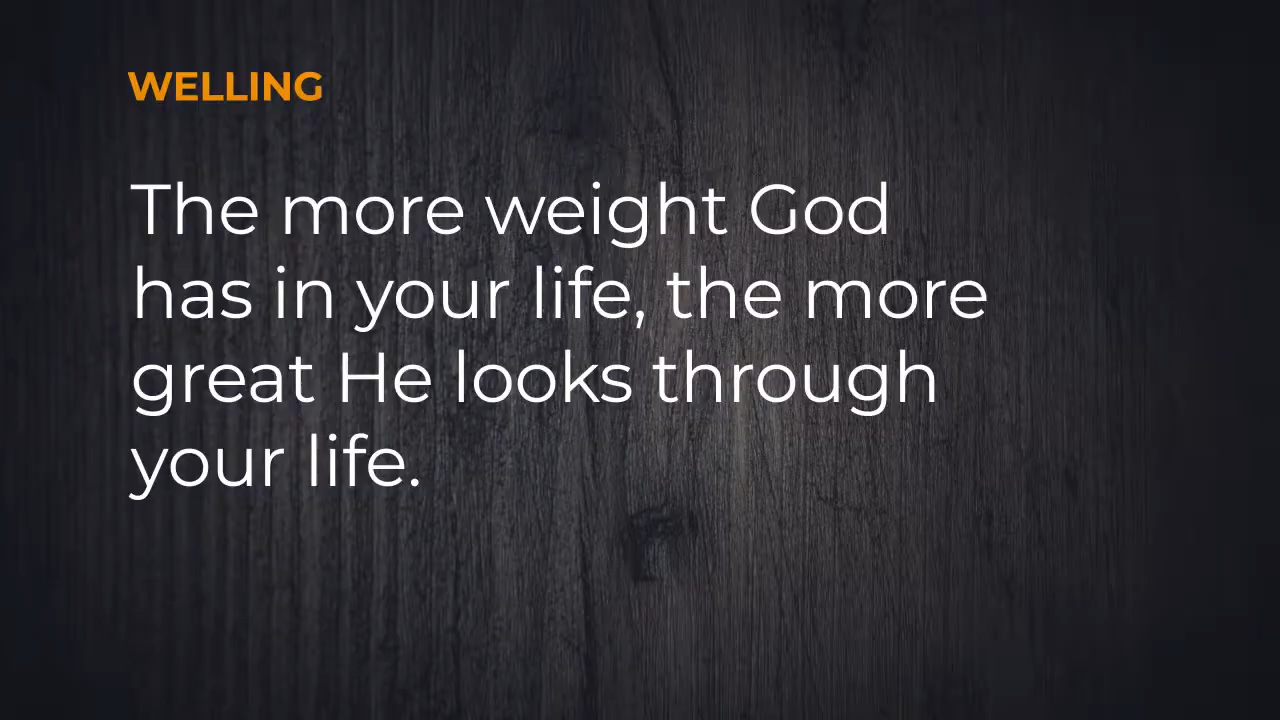 WELLING
The more weight God
has in your life, the more
great He looks through
your life.